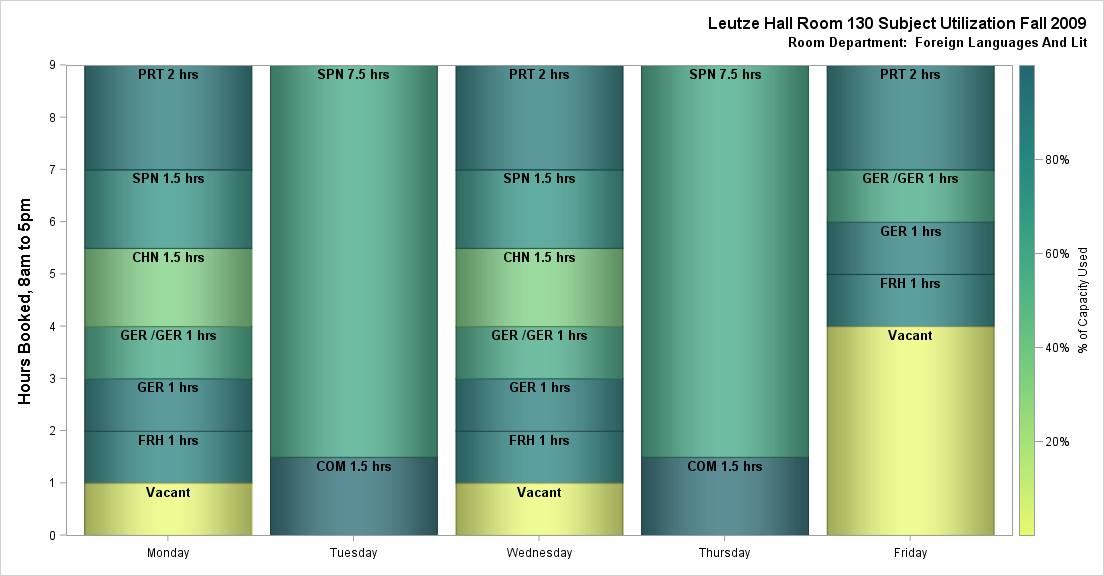 Leutze Hall Room 130 Subject Utilization Fall 2009
Room Department:  Foreign Languages And Lit
Hours Booked, 8am to 5pm
9
8
7
6
5
4
3
2
1
0
PRT 2 hrs
SPN 1.5 hrs
CHN 1.5 hrs
GER /GER 1 hrs
GER 1 hrs
FRH 1 hrs
Vacant
Monday
SPN 7.5 hrs
COM 1.5 hrs
Tuesday
PRT 2 hrs
SPN 1.5 hrs
CHN 1.5 hrs
GER /GER 1 hrs
GER 1 hrs
FRH 1 hrs
Vacant
Wednesday
SPN 7.5 hrs
COM 1.5 hrs
Thursday
PRT 2 hrs
GER /GER 1 hrs
GER 1 hrs
FRH 1 hrs
Vacant
Friday
80%
60%
40%
20%
% of Capacity Used